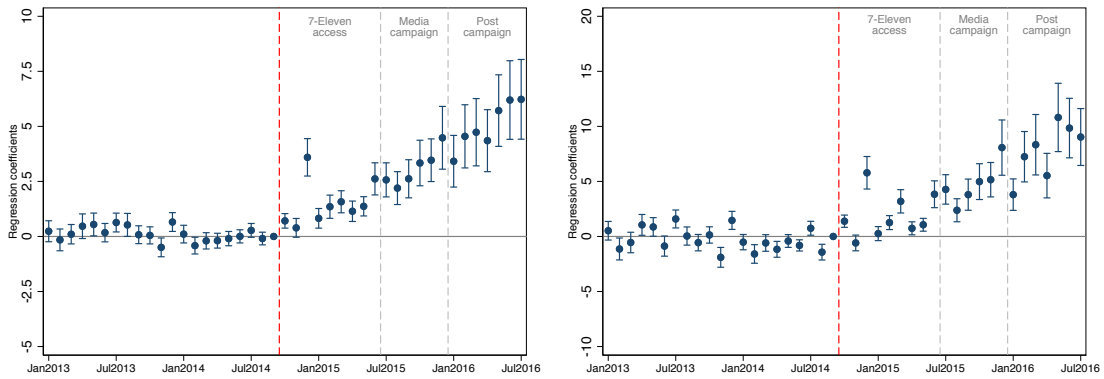 10
7.5
5
2.5
0
-2.5
-5
Regression coefficients
7-Eleven
access
Media
campaign
Post
campaign
Jan2013
Jul2013
Jan2014
Jul2014
Jan2015
Jul2015
Jan2016
Jul2016
20
15
10
5
0
-5
-10
Regression coefficients
7-Eleven
access
Media
campaign
Post
campaign
Jan2013
Jul2013
Jan2014
Jul2014
Jan2015
Jul2015
Jan2016
Jul2016